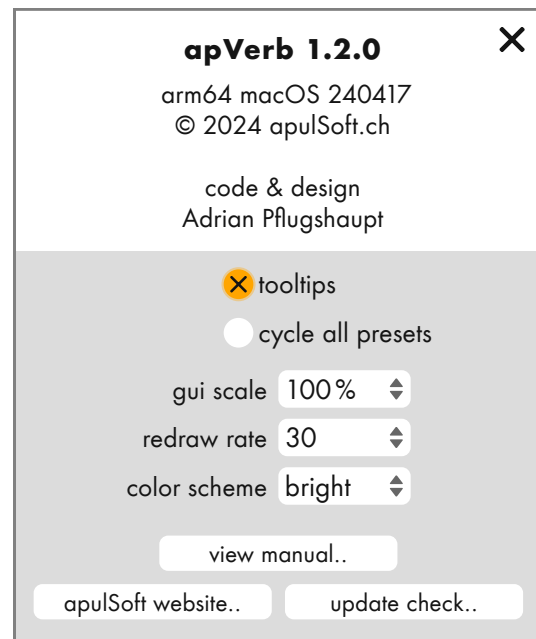 apVerb 1.2.0
arm64 macOS 240417
© 2024 apulSoft.ch
code & design
Adrian Pflugshaupt
tooltips
cycle all presets
gui scale 100%
redraw rate 30
color scheme bright
view manual..
apulSoft website.. update check..